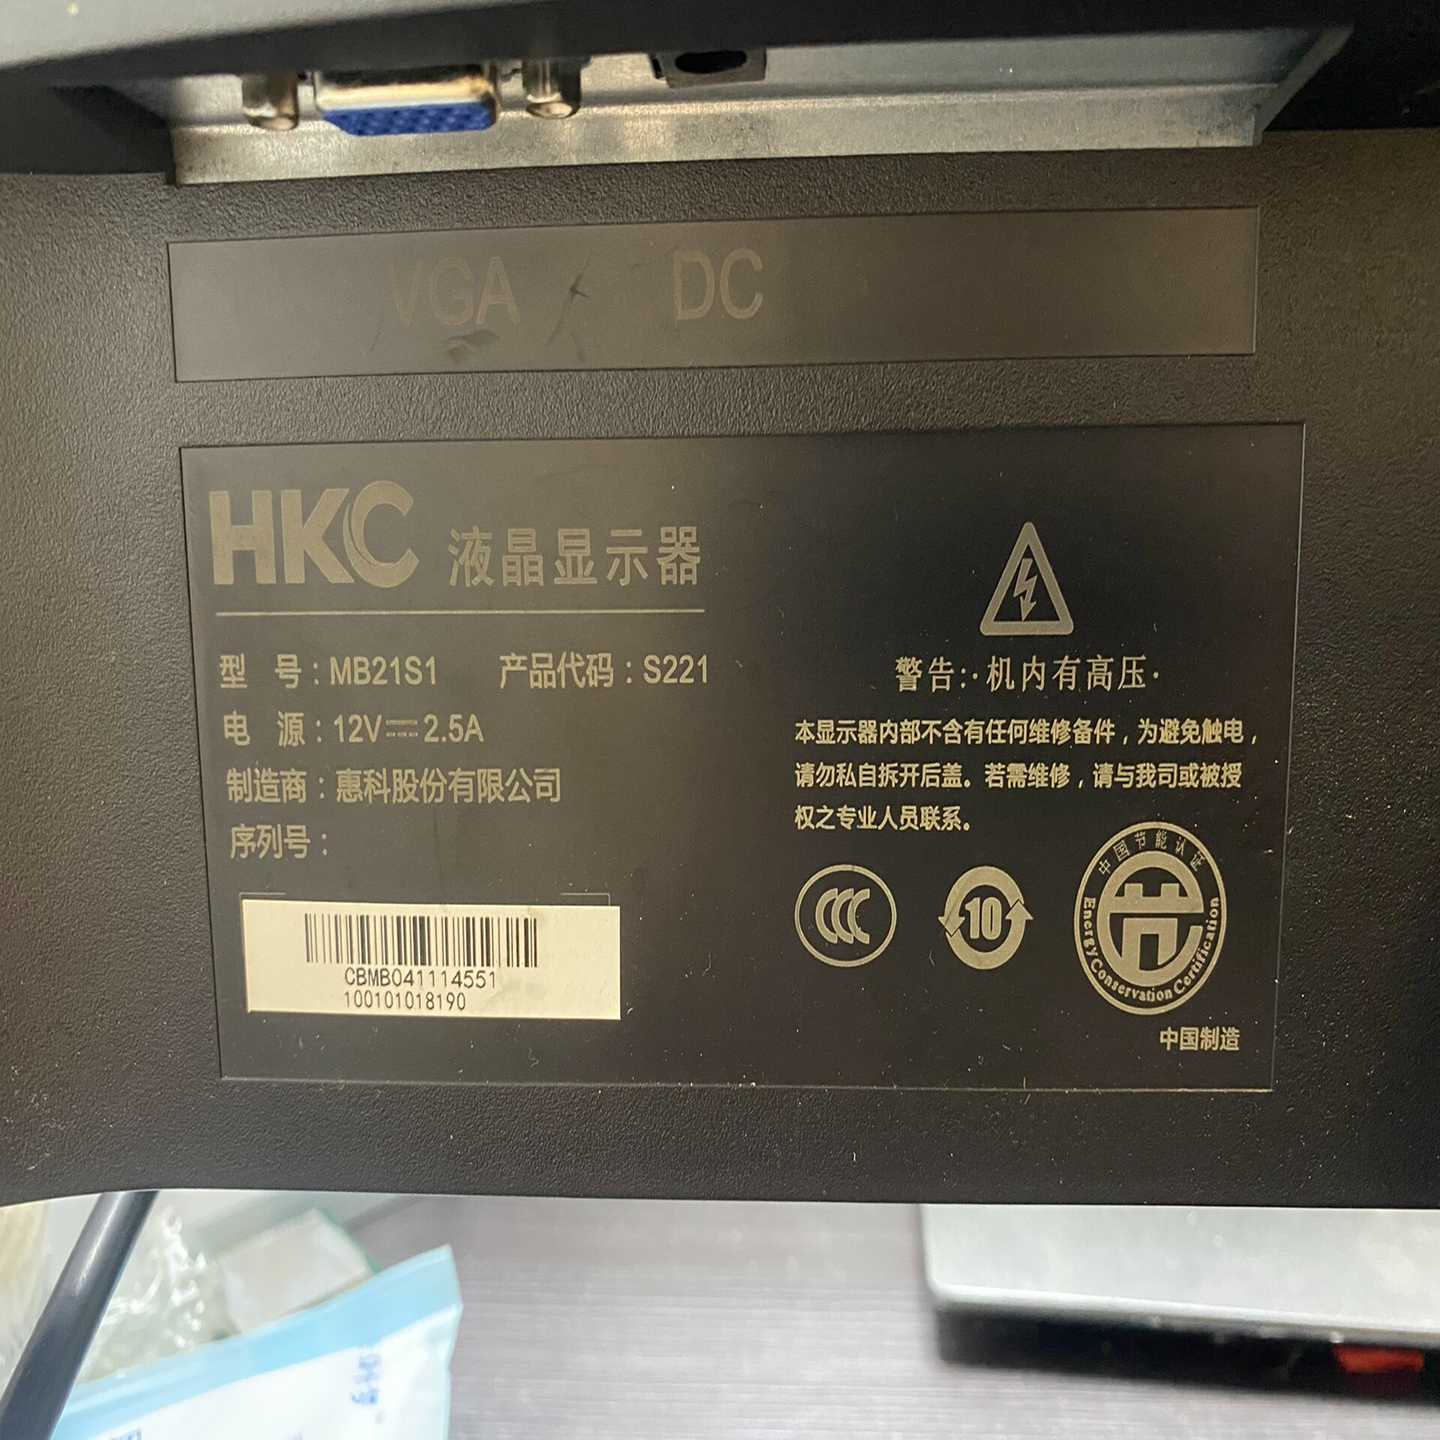 VGA DC
HKC 液晶显示器
型 号：MB21S1 产品代码：S221
电 源：12V⎓2.5A
制造商：惠科股份有限公司
序列号：
CBMB041114551
100101018190
警告：·机内有高压·
本显示器内部不含有任何维修备件，为避免触电，
请勿私自拆开后盖。若需维修，请与我司或被授
权之专业人员联系。
CCC
10
中国节能认证
节
Energy Conservation Certification
中国制造